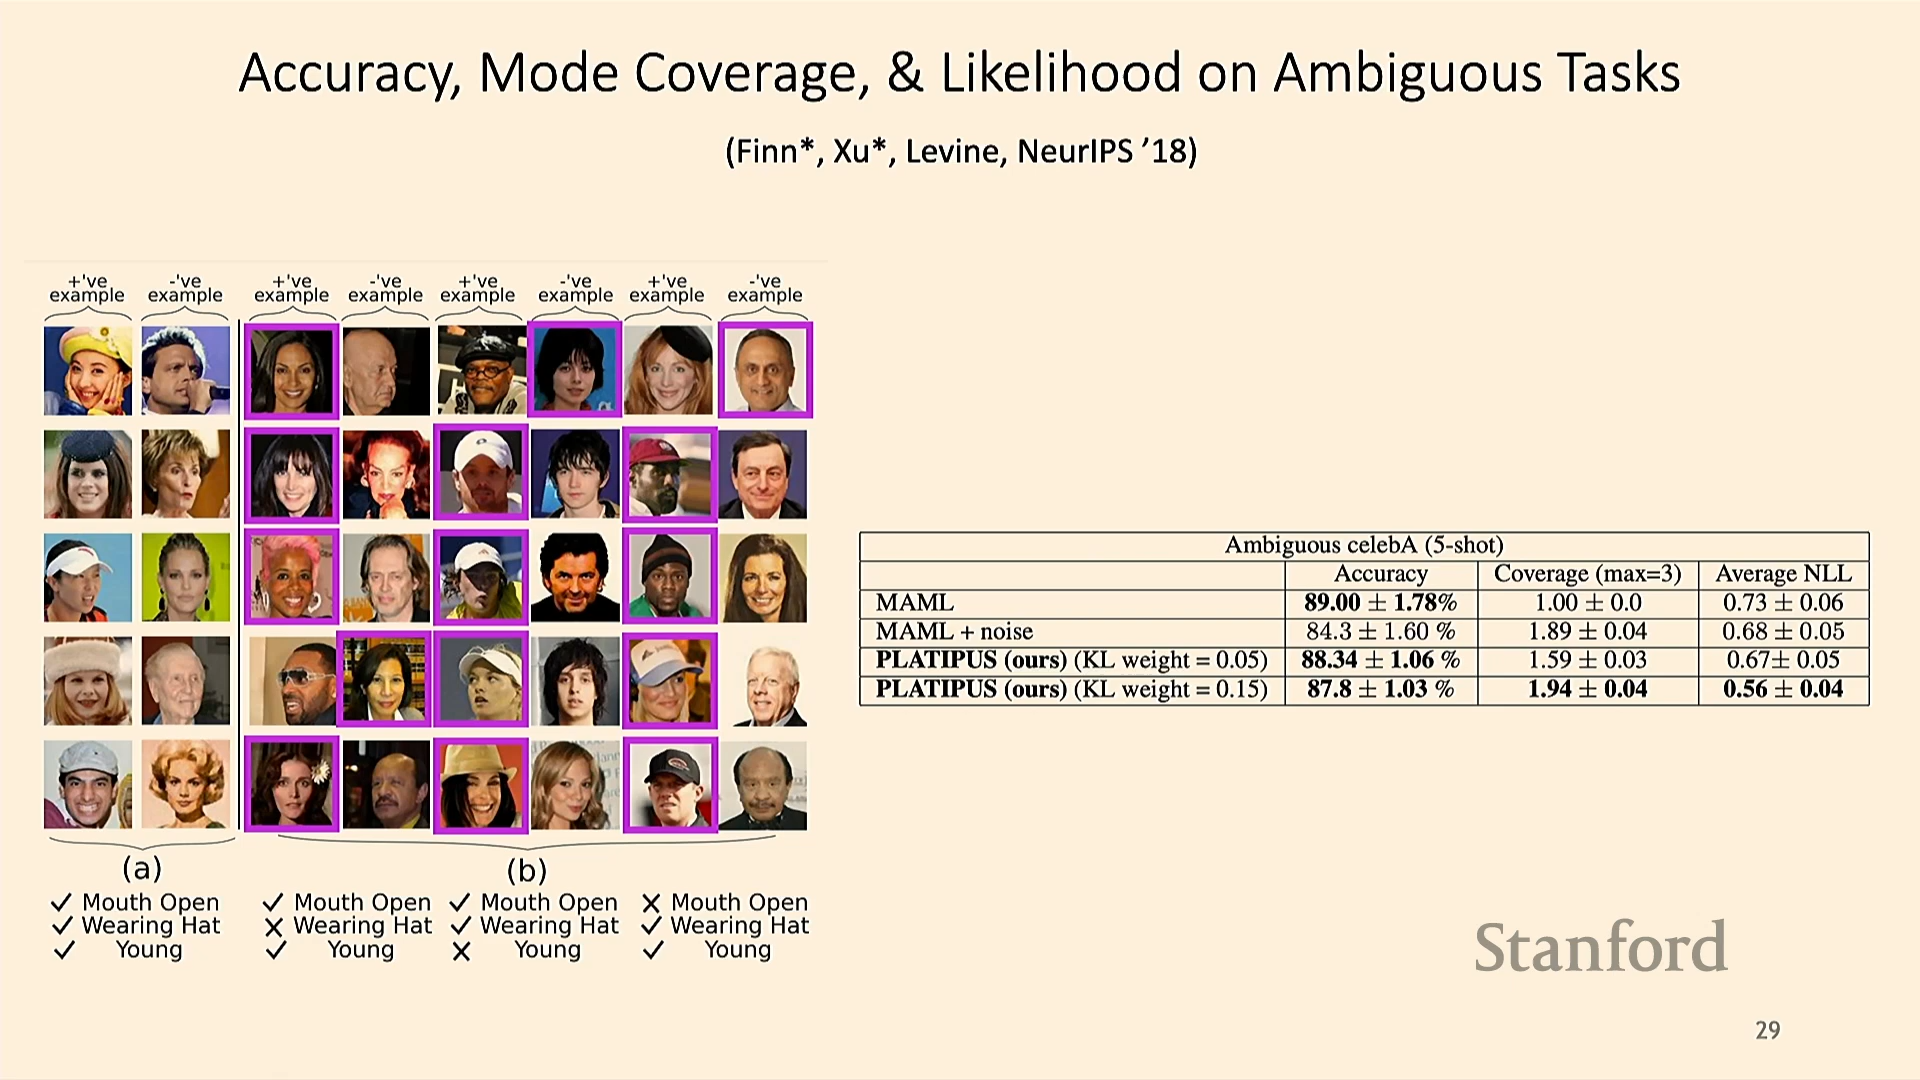 Accuracy, Mode Coverage, & Likelihood on Ambiguous Tasks
(Finn*, Xu*, Levine, NeurIPS ’18)
+'ve example
-'ve example
+'ve example
-'ve example
+'ve example
-'ve example
+'ve example
-'ve example
(a)
✓ Mouth Open
✓ Wearing Hat
✓ Young
(b)
✓ Mouth Open
✗ Wearing Hat
✓ Young
✓ Mouth Open
✓ Wearing Hat
✗ Young
✗ Mouth Open
✓ Wearing Hat
✓ Young
Ambiguous celebA (5-shot)
Accuracy Coverage (max=3) Average NLL
MAML 89.00 ± 1.78% 1.00 ± 0.0 0.73 ± 0.06
MAML + noise 84.3 ± 1.60 % 1.89 ± 0.04 0.68 ± 0.05
PLATIPUS (ours) (KL weight = 0.05) 88.34 ± 1.06 % 1.59 ± 0.03 0.67± 0.05
PLATIPUS (ours) (KL weight = 0.15) 87.8 ± 1.03 % 1.94 ± 0.04 0.56 ± 0.04
Stanford
29